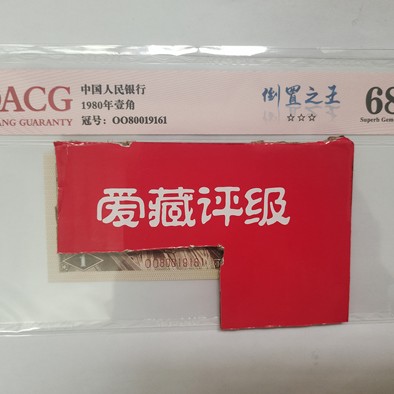 ACG
ANG GUARANTY
中国人民银行
1980年壹角
冠号：OO80019161
倒置之王
☆☆☆
68
Superb Gem
爱藏评级
OO80019161